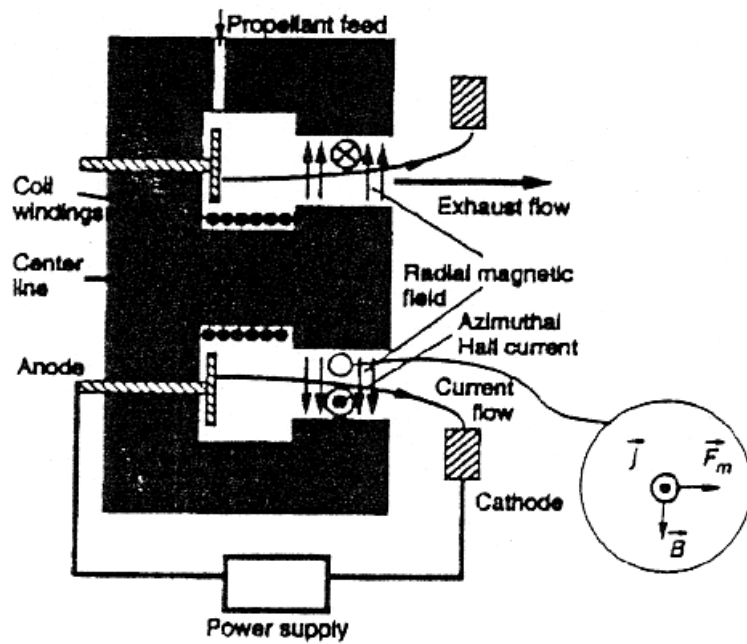 Propellant feed
Coil
windings
Exhaust flow
Center
line
Radial magnetic
field
Azimuthal
Hall current
Anode
Current
flow
Cathode
j F_m
B
Power supply